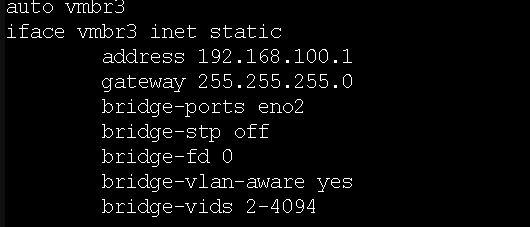 auto vmbr3
iface vmbr3 inet static
address 192.168.100.1
gateway 255.255.255.0
bridge-ports eno2
bridge-stp off
bridge-fd 0
bridge-vlan-aware yes
bridge-vids 2-4094